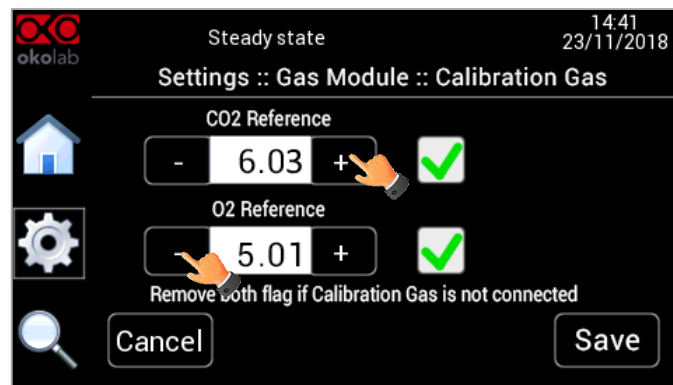 okolab
Steady state
14:41
23/11/2018
Settings :: Gas Module :: Calibration Gas
CO2 Reference
- 6.03 +
O2 Reference
- 5.01 +
Remove both flag if Calibration Gas is not connected
Cancel
Save